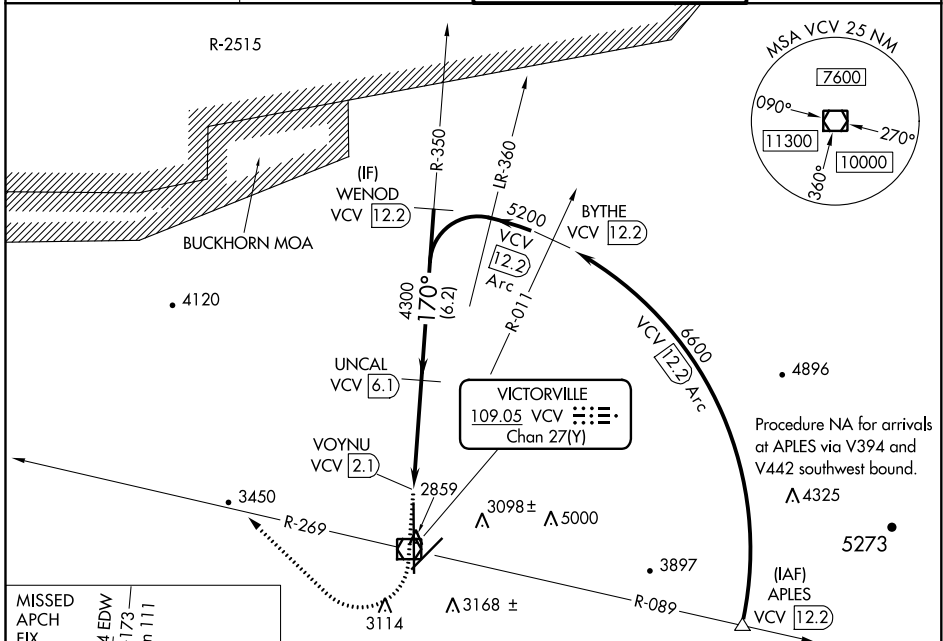 R-2515
MSA VCV 25 NM
7600
090°
270°
11300
10000
360°
R-350
LR-360
(IF)
WENOD
VCV 12.2
5200
VCV
12.2
Arc
BYTHE
VCV 12.2
BUCKHORN MOA
4120
4300
170°
(6.2)
R-011
6600
VCV 12.2 Arc
UNCAL
VCV 6.1
4896
VICTORVILLE
109.05 VCV
Chan 27(Y)
Procedure NA for arrivals
at APLES via V394 and
V442 southwest bound.
VOYNU
VCV 2.1
2859
3450
3098 ±
5000
4325
5273
R-269
3897
R-089
(IAF)
APLES
VCV 12.2
3114
3168 ±
MISSED
APCH
FIX
4 EDW
-173
n 111